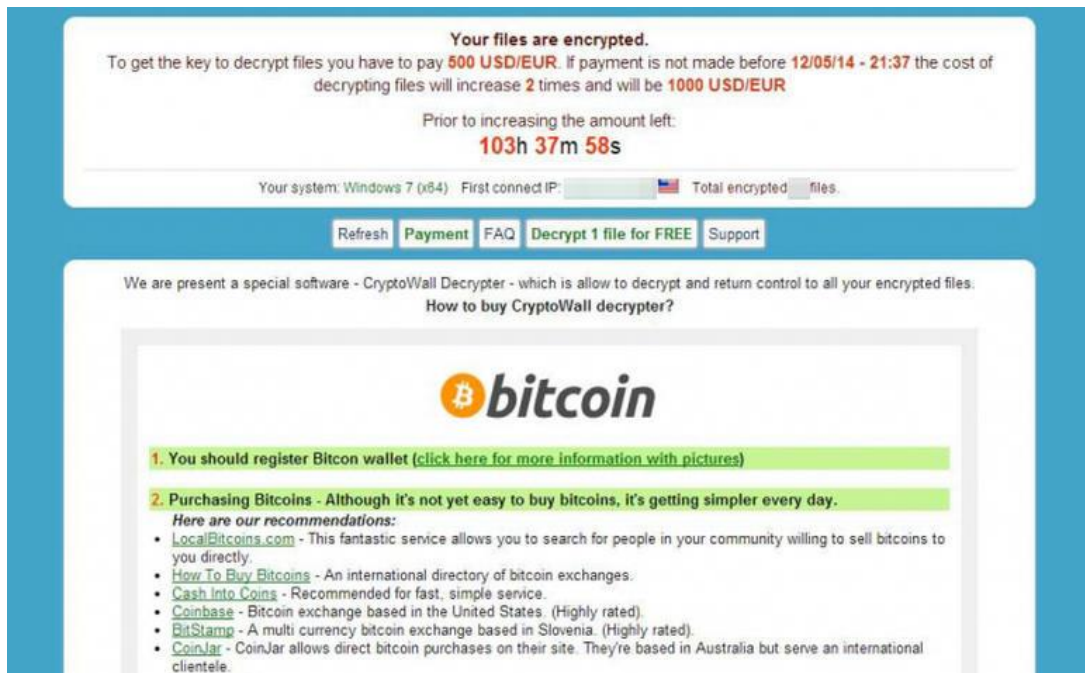 Your files are encrypted.
To get the key to decrypt files you have to pay 500 USD/EUR. If payment is not made before 12/05/14 - 21:37 the cost of
decrypting files will increase 2 times and will be 1000 USD/EUR
Prior to increasing the amount left:
103h 37m 58s
Your system: Windows 7 (x64) First connect IP: Total encrypted files.
Refresh Payment FAQ Decrypt 1 file for FREE Support
We are present a special software - CryptoWall Decrypter - which is allow to decrypt and return control to all your encrypted files.
How to buy CryptoWall decrypter?
bitcoin
1. You should register Bitcon wallet (click here for more information with pictures)
2. Purchasing Bitcoins - Although it's not yet easy to buy bitcoins, it's getting simpler every day.
Here are our recommendations:
• LocalBitcoins.com - This fantastic service allows you to search for people in your community willing to sell bitcoins to
you directly.
• How To Buy Bitcoins - An international directory of bitcoin exchanges.
• Cash Into Coins - Recommended for fast, simple service.
• Coinbase - Bitcoin exchange based in the United States. (Highly rated).
• BitStamp - A multi currency bitcoin exchange based in Slovenia. (Highly rated).
• CoinJar - CoinJar allows direct bitcoin purchases on their site. They're based in Australia but serve an international
clientele.